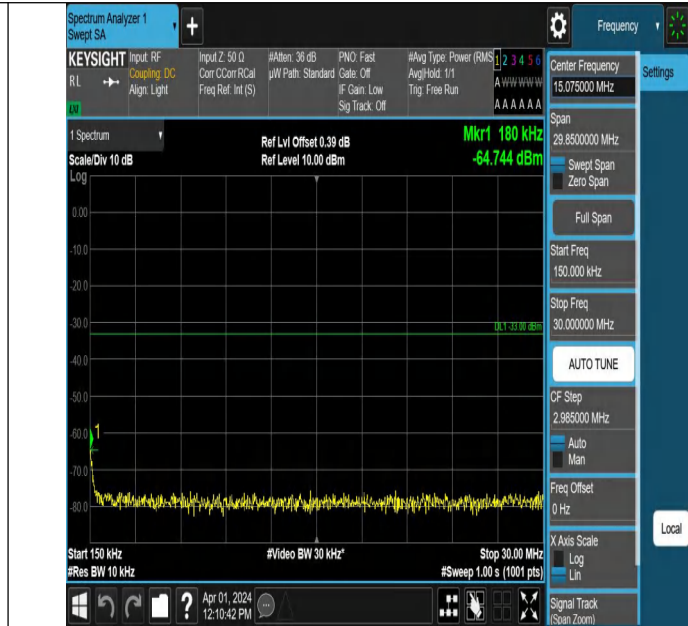 Spectrum Analyzer 1
Swept SA
+
Frequency
KEYSIGHT
RL
LXI
Input: RF
Coupling: DC
Align: Light
Input Z: 50 Ω
Corr CCorr RCal
Freq Ref: Int (S)
#Atten: 36 dB
µW Path: Standard
PNO: Fast
Gate: Off
IF Gain: Low
Sig Track: Off
#Avg Type: Power (RMS
Avg|Hold: 1/1
Trig: Free Run
1 2 3 4 5 6
A W W W W W
A A A A A A
1 Spectrum
Scale/Div 10 dB
Ref Lvl Offset 0.39 dB
Ref Level 10.00 dBm
Mkr1 180 kHz
-64.744 dBm
Log
0.00
-10.0
-20.0
-30.0
DL1 -33.00 dBm
-40.0
-50.0
-60.0
1
-70.0
-80.0
Start 150 kHz
#Res BW 10 kHz
#Video BW 30 kHz*
Stop 30.00 MHz
#Sweep 1.00 s (1001 pts)
?
Apr 01, 2024
12:10:42 PM
Center Frequency
15.075000 MHz
Settings
Span
29.8500000 MHz
Swept Span
Zero Span
Full Span
Start Freq
150.000 kHz
Stop Freq
30.000000 MHz
AUTO TUNE
CF Step
2.985000 MHz
Auto
Man
Freq Offset
0 Hz
X Axis Scale
Log
Lin
Local
Signal Track
(Span Zoom)